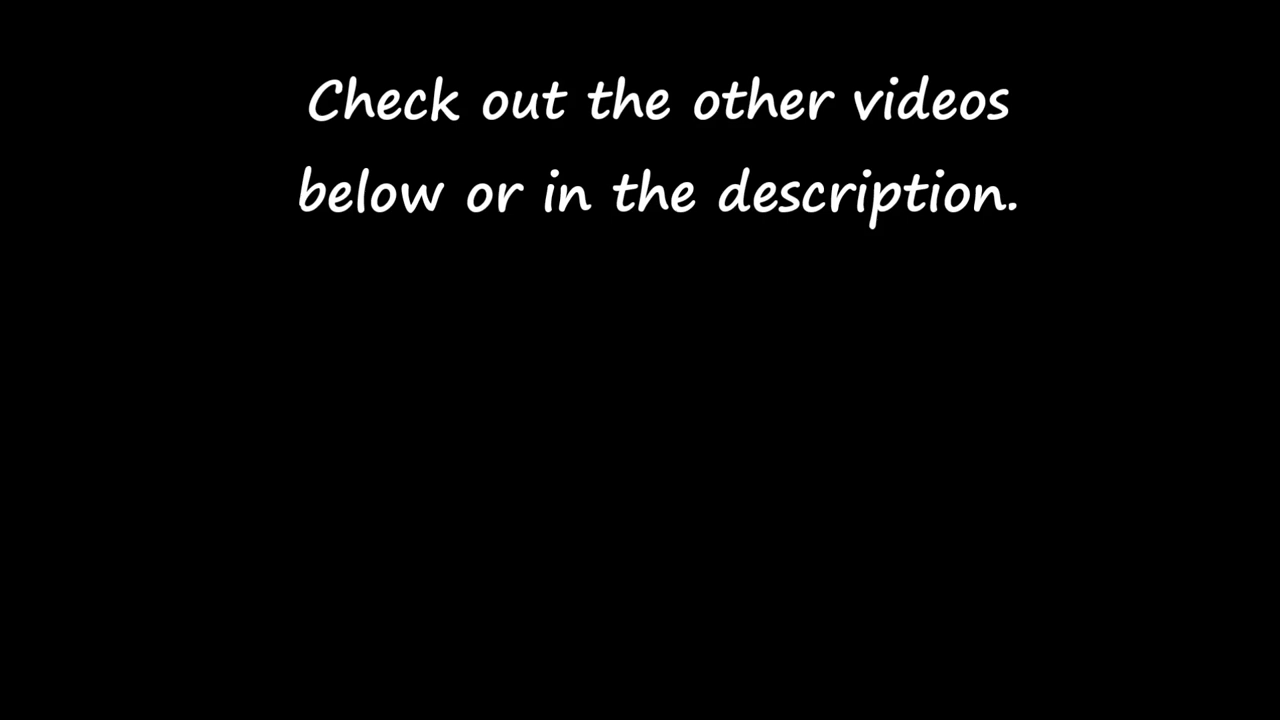 Check out the other videos
below or in the description.